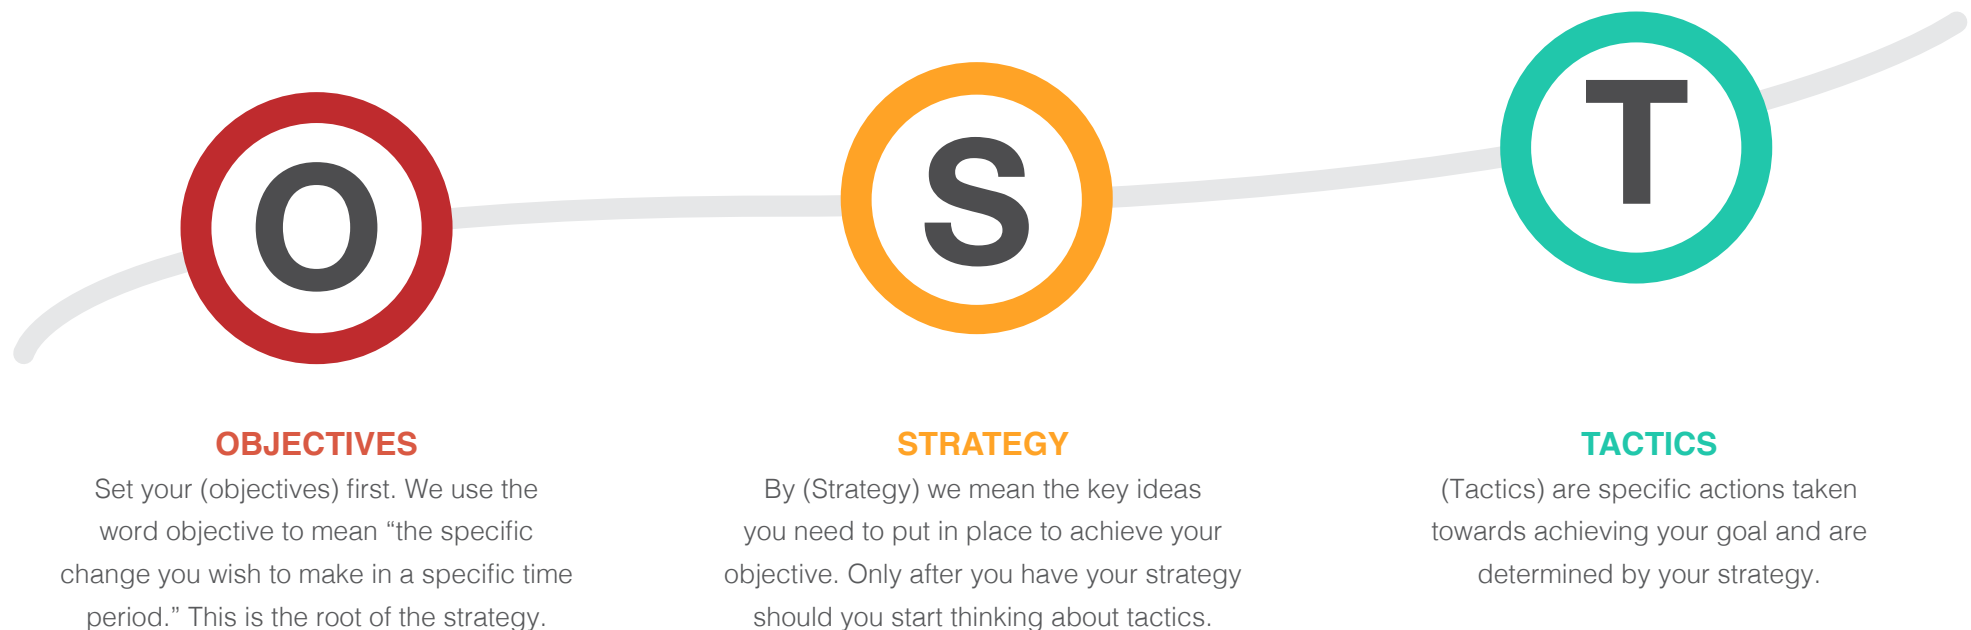 O
S
T
OBJECTIVES
Set your (objectives) first. We use the
word objective to mean “the specific
change you wish to make in a specific time
period.” This is the root of the strategy.
STRATEGY
By (Strategy) we mean the key ideas
you need to put in place to achieve your
objective. Only after you have your strategy
should you start thinking about tactics.
TACTICS
(Tactics) are specific actions taken
towards achieving your goal and are
determined by your strategy.